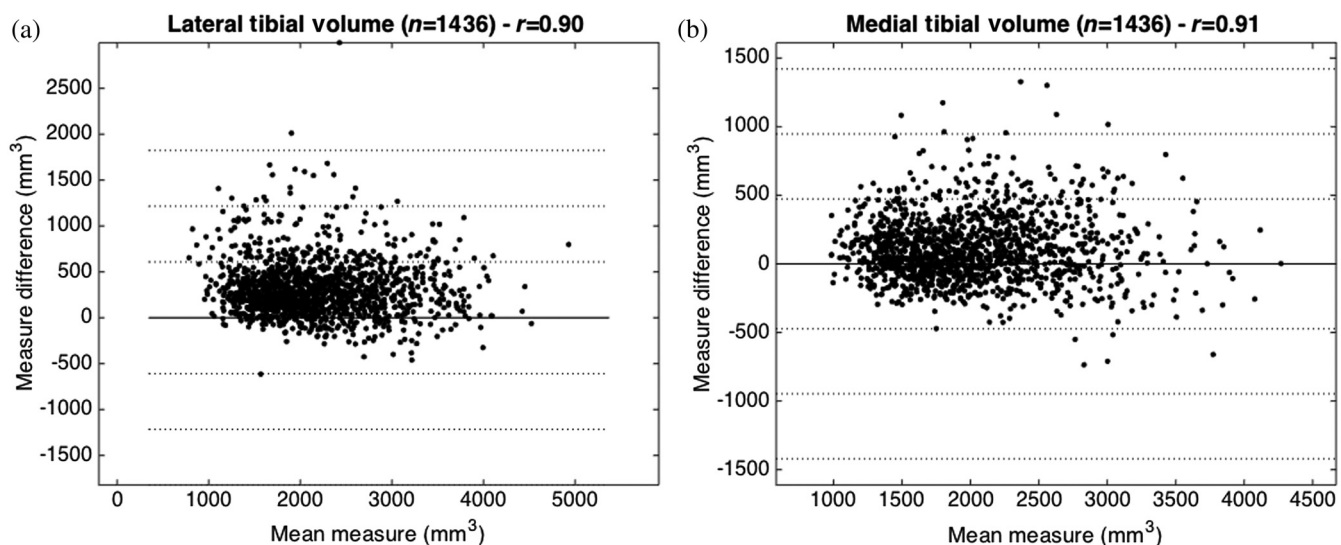 (a)
Lateral tibial volume (n=1436) - r=0.90
2500
2000
1500
1000
500
0
-500
-1000
-1500
Measure difference (mm³)
0 1000 2000 3000 4000 5000
Mean measure (mm³)
(b)
Medial tibial volume (n=1436) - r=0.91
1500
1000
500
0
-500
-1000
-1500
Measure difference (mm³)
1000 1500 2000 2500 3000 3500 4000 4500
Mean measure (mm³)